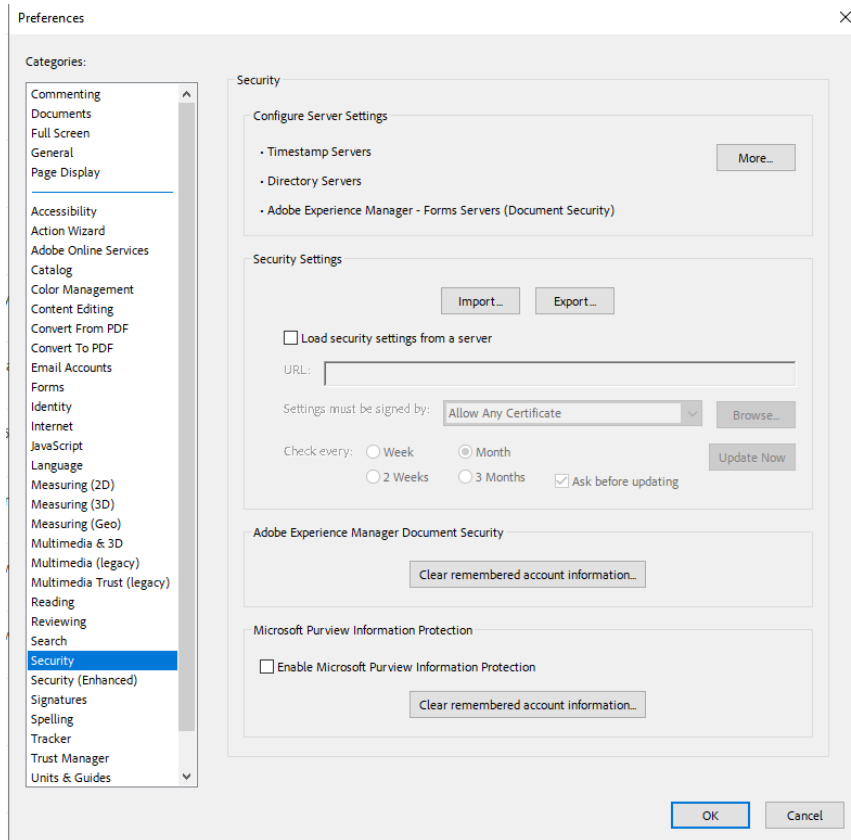 Preferences
Categories:
Commenting
Documents
Full Screen
General
Page Display
Accessibility
Action Wizard
Adobe Online Services
Catalog
Color Management
Content Editing
Convert From PDF
Convert To PDF
Email Accounts
Forms
Identity
Internet
JavaScript
Language
Measuring (2D)
Measuring (3D)
Measuring (Geo)
Multimedia & 3D
Multimedia (legacy)
Multimedia Trust (legacy)
Reading
Reviewing
Search
Security
Security (Enhanced)
Signatures
Spelling
Tracker
Trust Manager
Units & Guides
Security
Configure Server Settings
• Timestamp Servers
More...
• Directory Servers
• Adobe Experience Manager - Forms Servers (Document Security)
Security Settings
Import... Export...
Load security settings from a server
URL:
Settings must be signed by: Allow Any Certificate Browse...
Check every: Week Month Update Now
2 Weeks 3 Months Ask before updating
Adobe Experience Manager Document Security
Clear remembered account information...
Microsoft Purview Information Protection
Enable Microsoft Purview Information Protection
Clear remembered account information...
OK Cancel